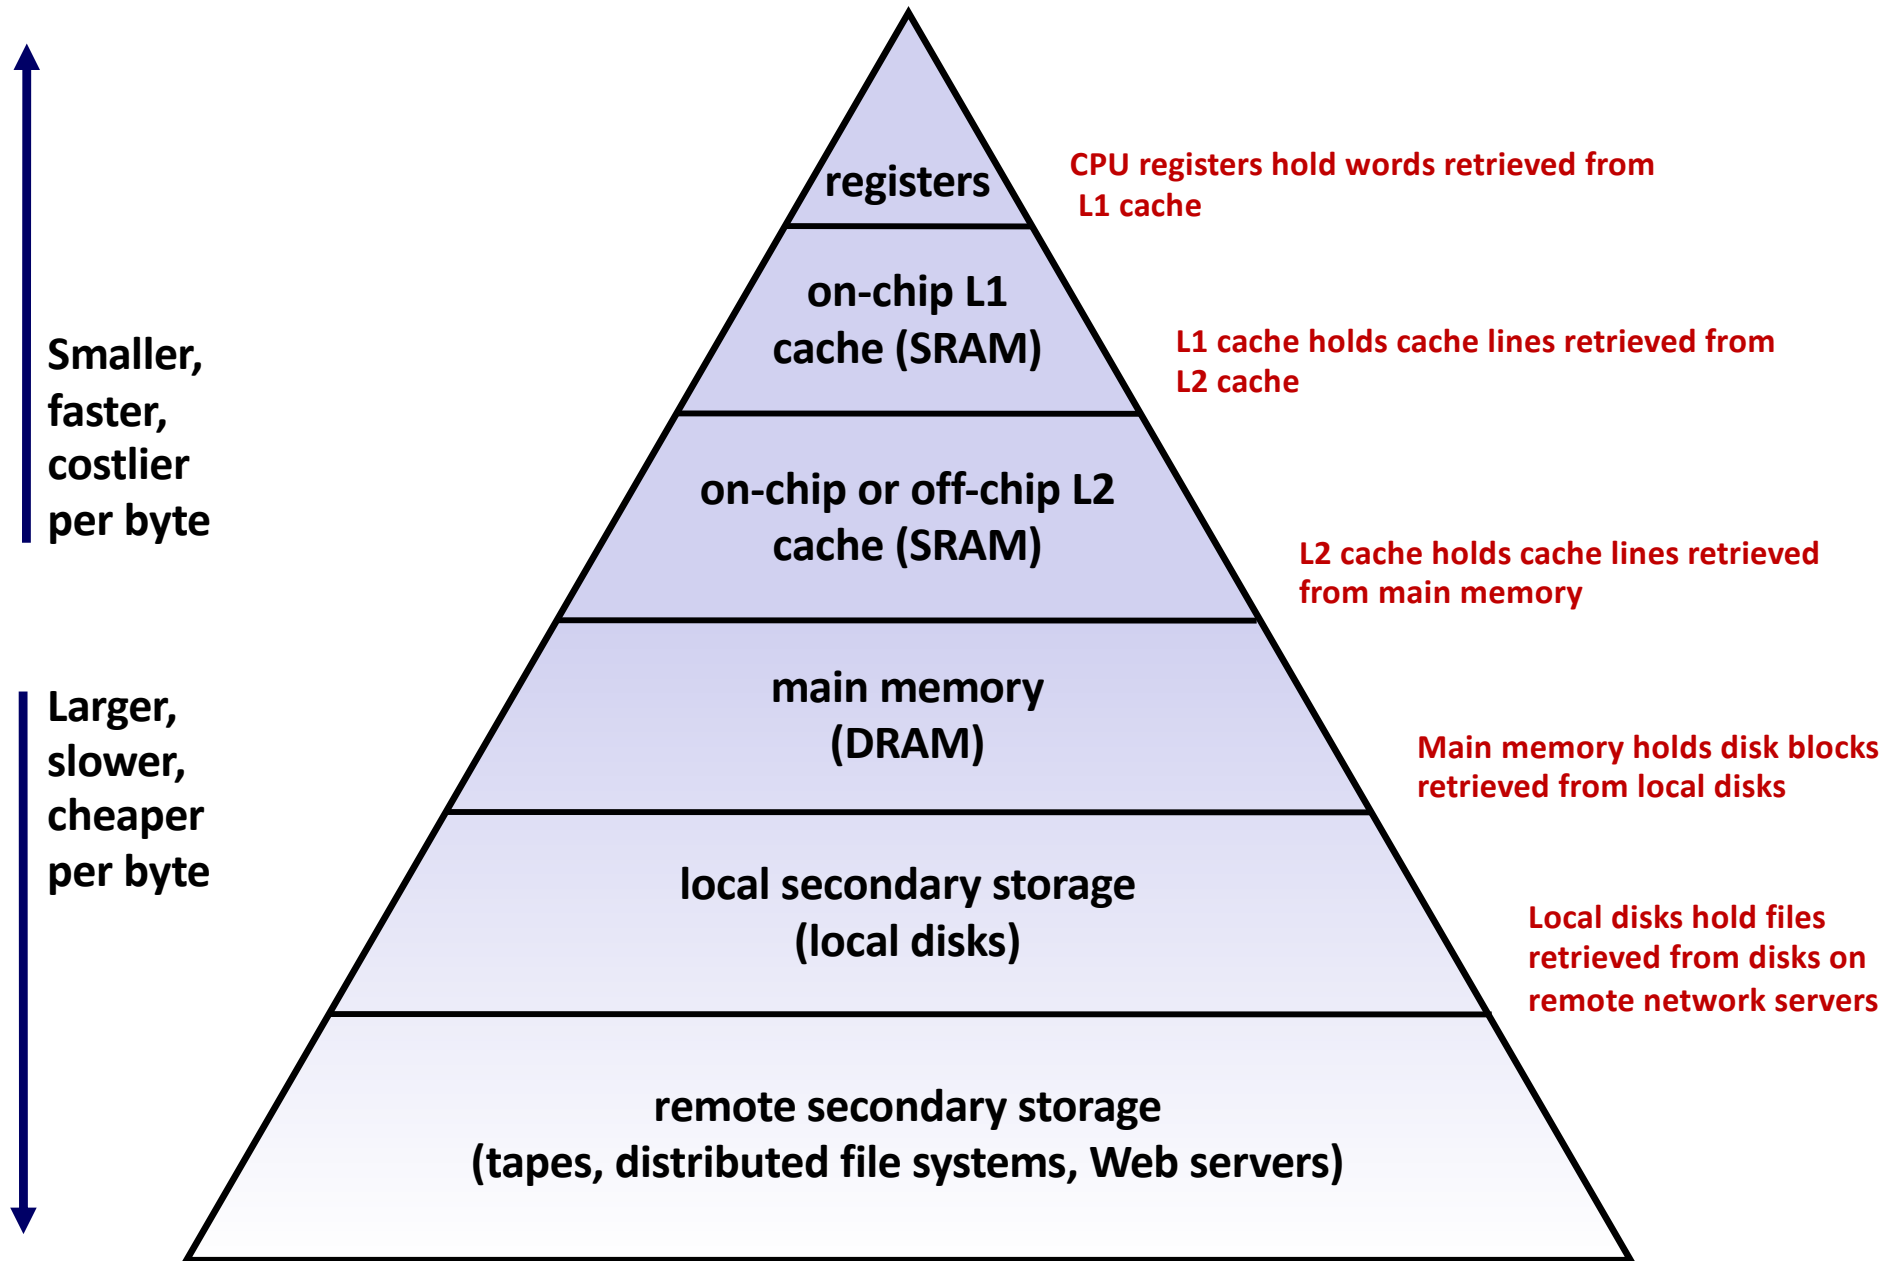 registers
CPU registers hold words retrieved from
L1 cache
on-chip L1
cache (SRAM)
L1 cache holds cache lines retrieved from
L2 cache
Smaller,
faster,
costlier
per byte
on-chip or off-chip L2
cache (SRAM)
L2 cache holds cache lines retrieved
from main memory
main memory
(DRAM)
Main memory holds disk blocks
retrieved from local disks
Larger,
slower,
cheaper
per byte
local secondary storage
(local disks)
Local disks hold files
retrieved from disks on
remote network servers
remote secondary storage
(tapes, distributed file systems, Web servers)